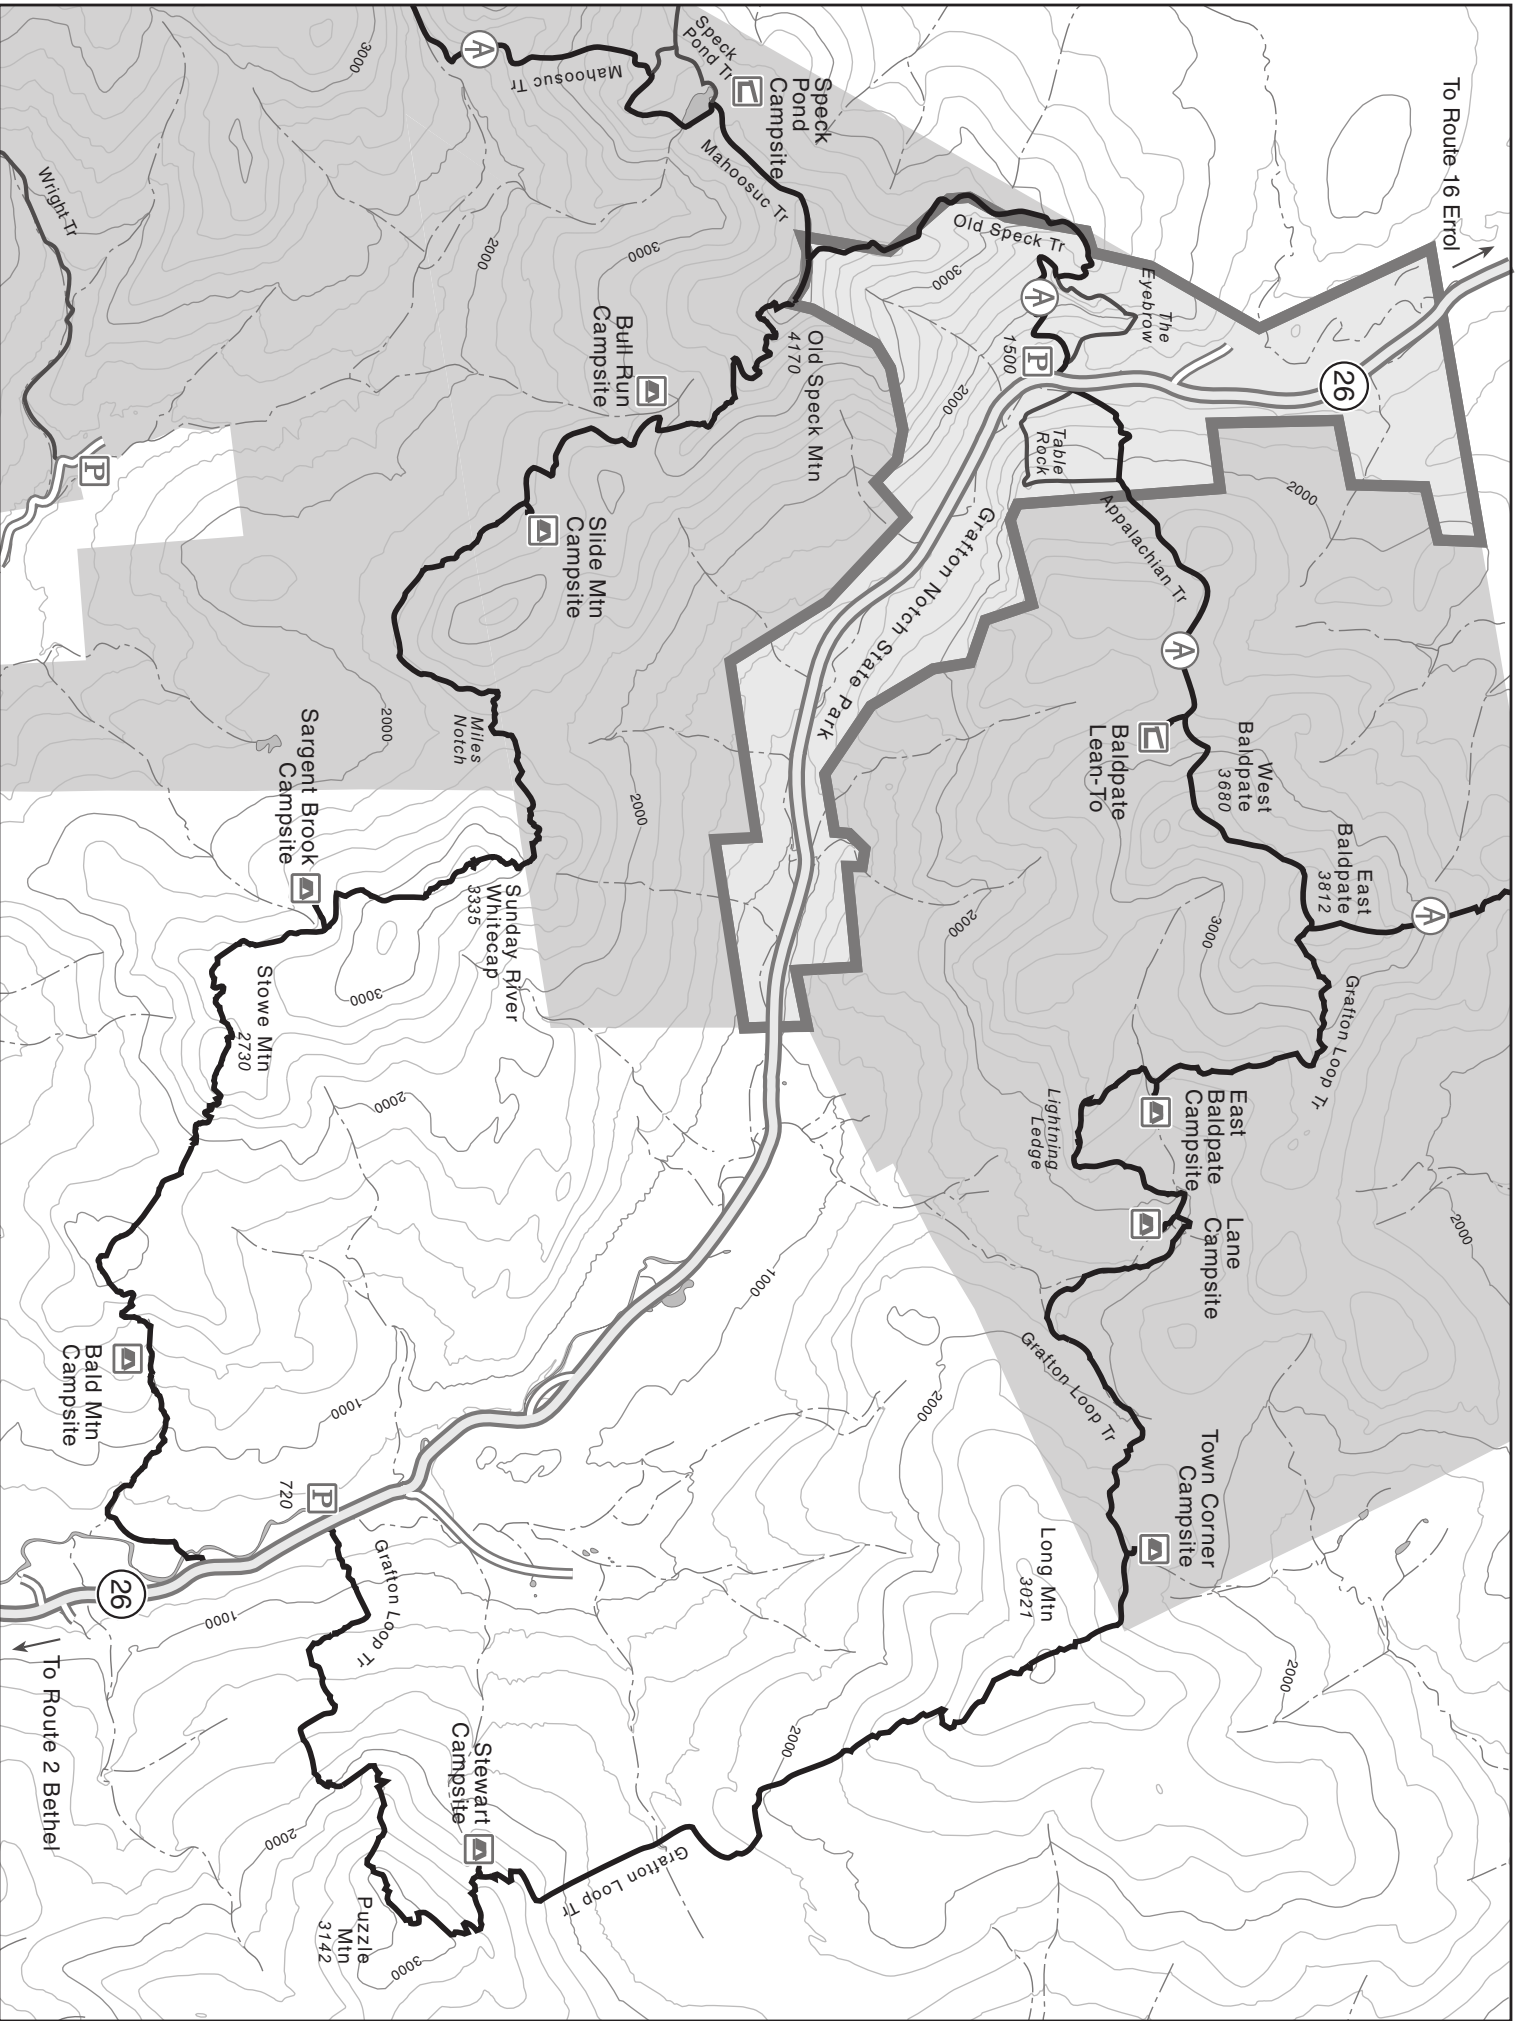 To Route 16 Errol
26
Speck
Pond Tr
Speck
Pond
Campsite
Mahoosuc Tr
Mahoosuc Tr
3000
Wright Tr
2000
3000
Old Speck Tr
3000
The
Eyebrow
P
1500
2000
Table
Rock
Old Speck Mtn
4170
Bull Run
Campsite
P
Slide Mtn
Campsite
Grafton Notch State Park
Appalachian Tr
2000
Baldpate
Lean-To
West
Baldpate
3680
East
Baldpate
3812
3000
2000
Grafton Loop Tr
Miles
Notch
2000
2000
Sargent Brook
Campsite
Sunday River
Whitecap
3335
3000
Stowe Mtn
2730
2000
East
Baldpate
Campsite
Lightning
Ledge
Lane
Campsite
2000
1000
Grafton Loop Tr
2000
Town Corner
Campsite
Long Mtn
3021
2000
Bald Mtn
Campsite
1000
P
720
Grafton Loop Tr
26
1000
To Route 2 Bethel
2000
2000
Stewart
Campsite
Grafton Loop Tr
Puzzle
Mtn
3142
3000